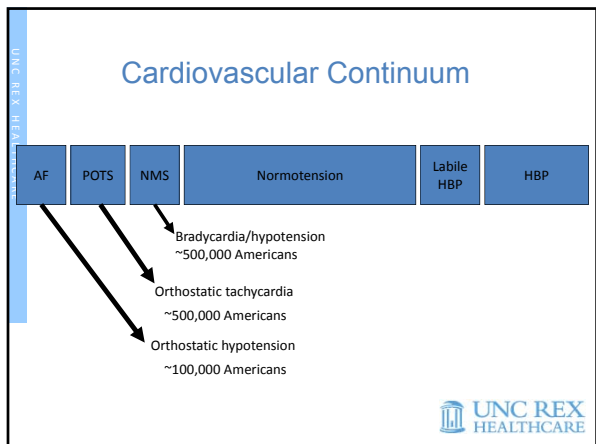 UNC REX HEALTHCARE
Cardiovascular Continuum
AF
POTS
NMS
Normotension
Labile
HBP
HBP
Bradycardia/hypotension
~500,000 Americans
Orthostatic tachycardia
~500,000 Americans
Orthostatic hypotension
~100,000 Americans
UNC REX
HEALTHCARE